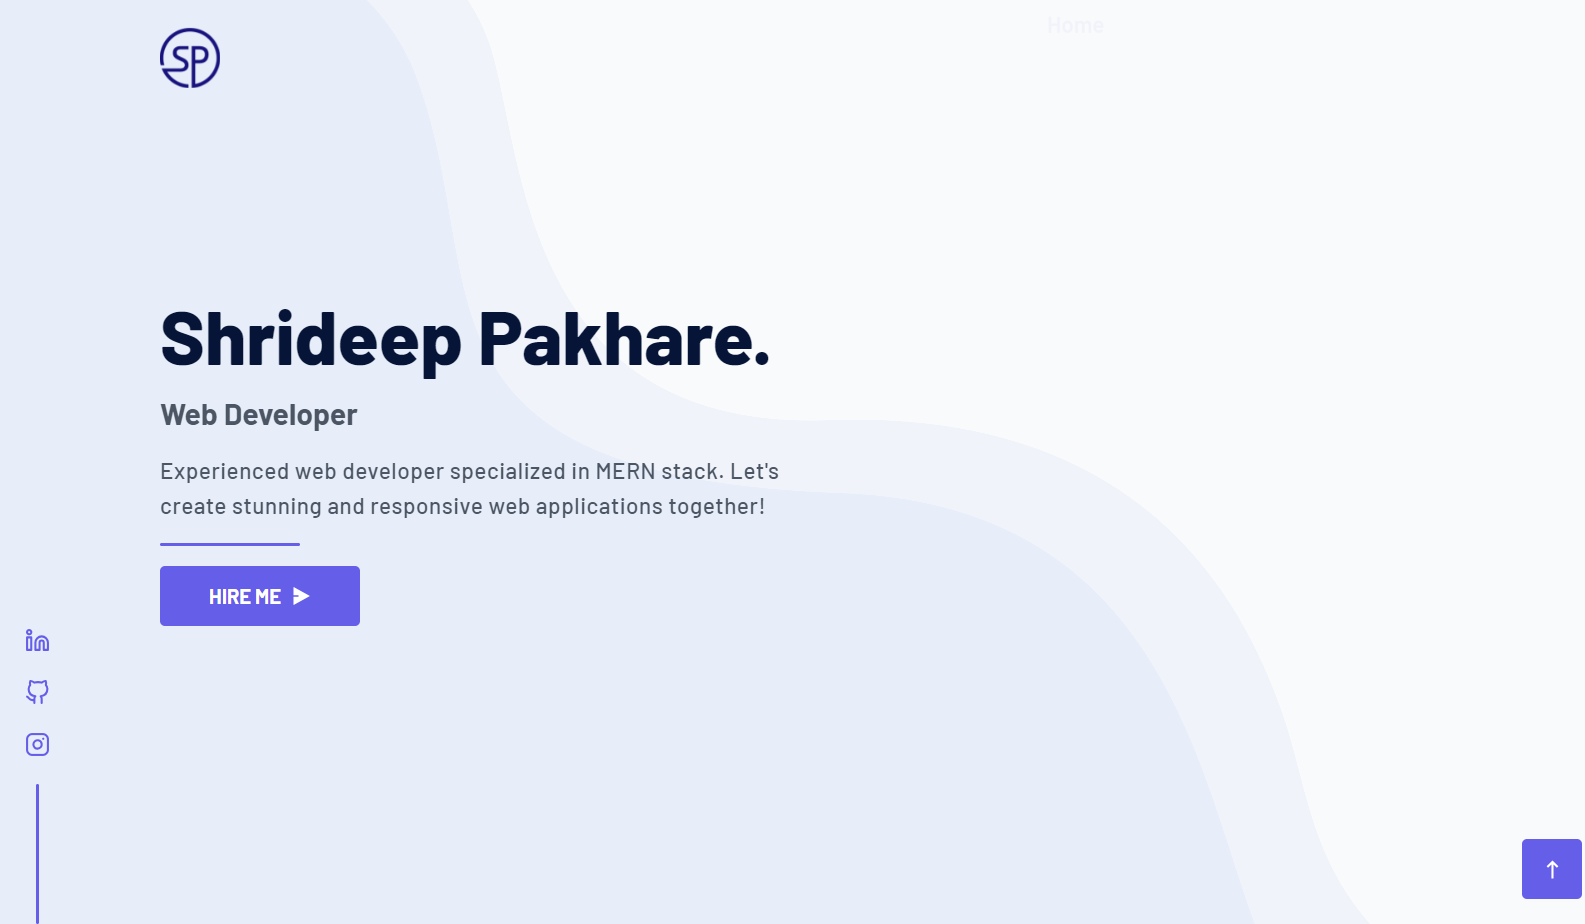 SP
Home
Shrideep Pakhare.
Web Developer
Experienced web developer specialized in MERN stack. Let's
create stunning and responsive web applications together!
HIRE ME